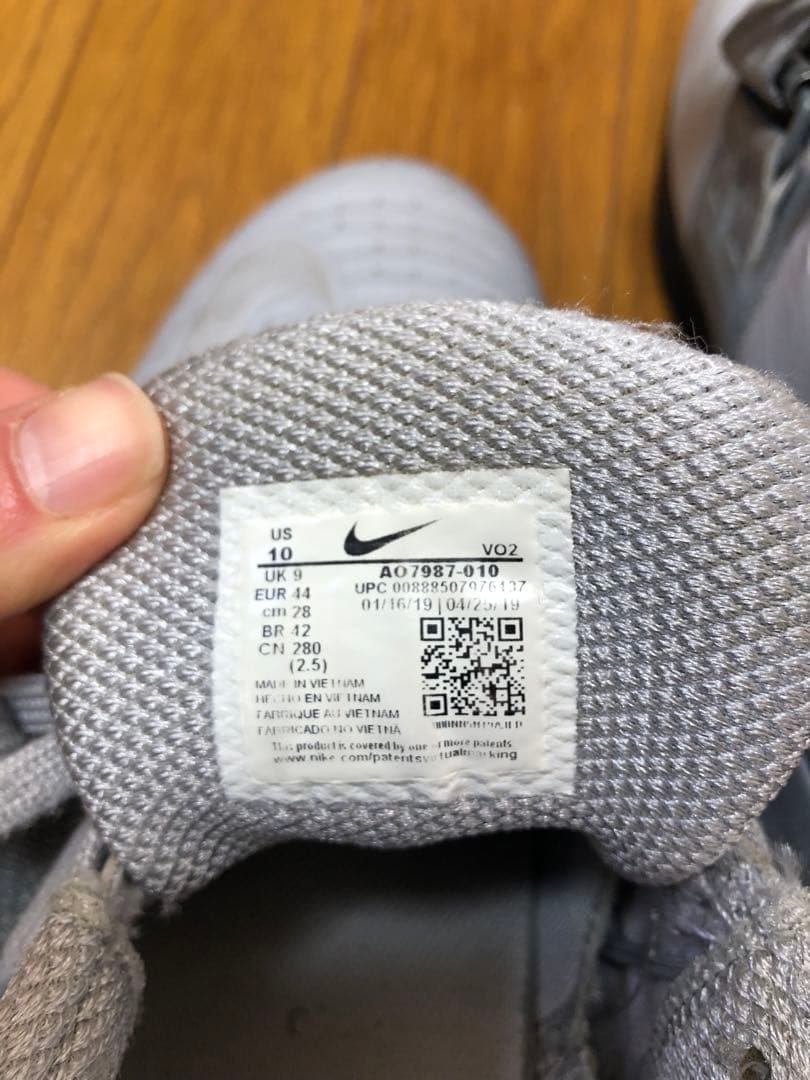 US
10
VO2
UK 9
AO7987-010
EUR 44
UPC 00888507976137
cm 28
01/16/19 | 04/25/19
BR 42
CN 280
(2.5)
MADE IN VIETNAM
HECHO EN VIETNAM
FABRIQUE AU VIETNAM
FABRICADO NO VIETNA
This product is covered by one or more patents
www.nike.com/patentsvirtualmarking